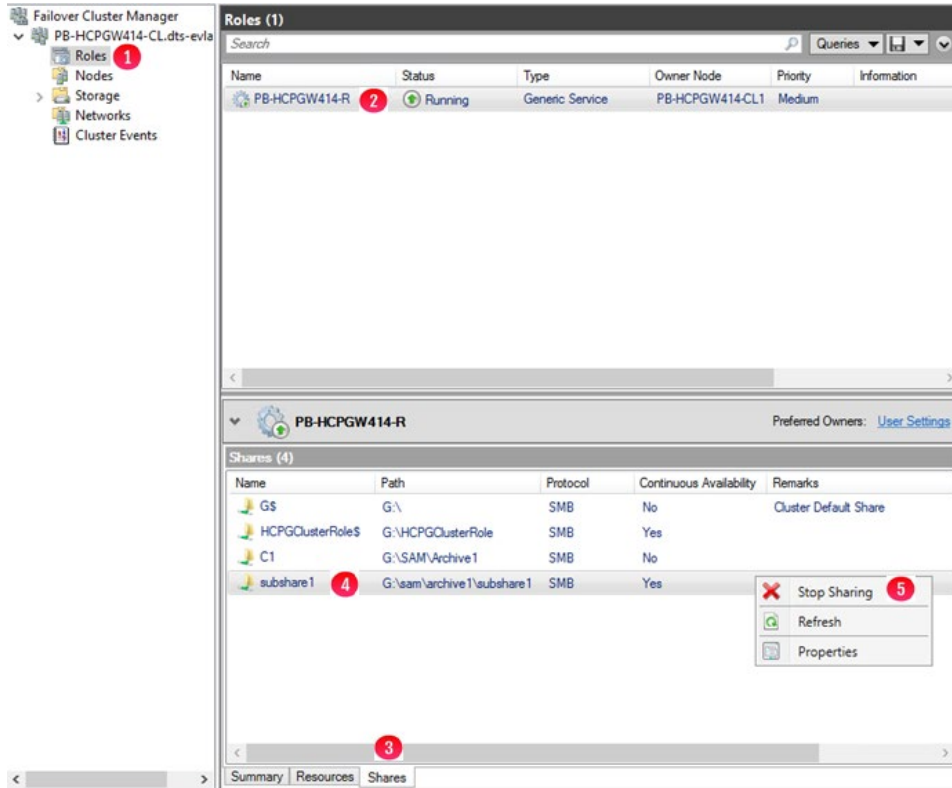 Failover Cluster Manager
PB-HCPGW414-CL.dts-evla
Roles 1
Nodes
Storage
Networks
Cluster Events
Roles (1)
Search Queries
Name Status Type Owner Node Priority Information
PB-HCPGW414-R 2 Running Generic Service PB-HCPGW414-CL1 Medium
PB-HCPGW414-R Preferred Owners: User Settings
Shares (4)
Name Path Protocol Continuous Availability Remarks
G$ G:\ SMB No Cluster Default Share
HCPGClusterRole$ G:\HCPGClusterRole SMB Yes
C1 G:\SAM\Archive1 SMB No
subshare1 4 G:\sam\archive1\subshare1 SMB Yes
Stop Sharing 5
Refresh
Properties
3
Summary Resources Shares